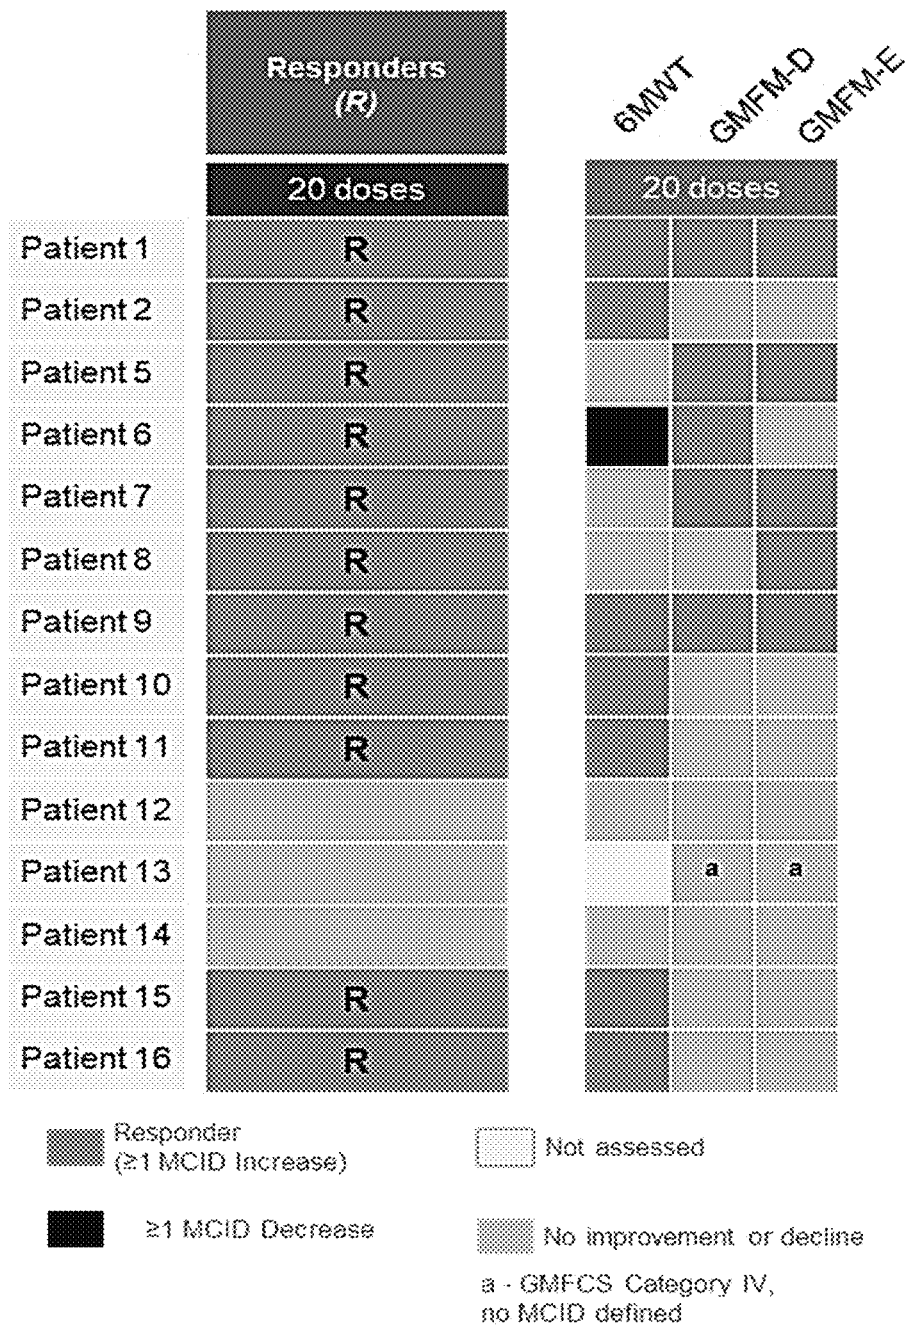 Responders
(R)
6MWT
GMFM-D
GMFM-E
20 doses
20 doses
Patient 1
R
Patient 2
R
Patient 5
R
Patient 6
R
Patient 7
R
Patient 8
R
Patient 9
R
Patient 10
R
Patient 11
R
Patient 12
Patient 13
a
a
Patient 14
Patient 15
R
Patient 16
R
Responder
(≥1 MCID Increase)
Not assessed
≥1 MCID Decrease
No improvement or decline
a - GMFCS Category IV,
no MCID defined